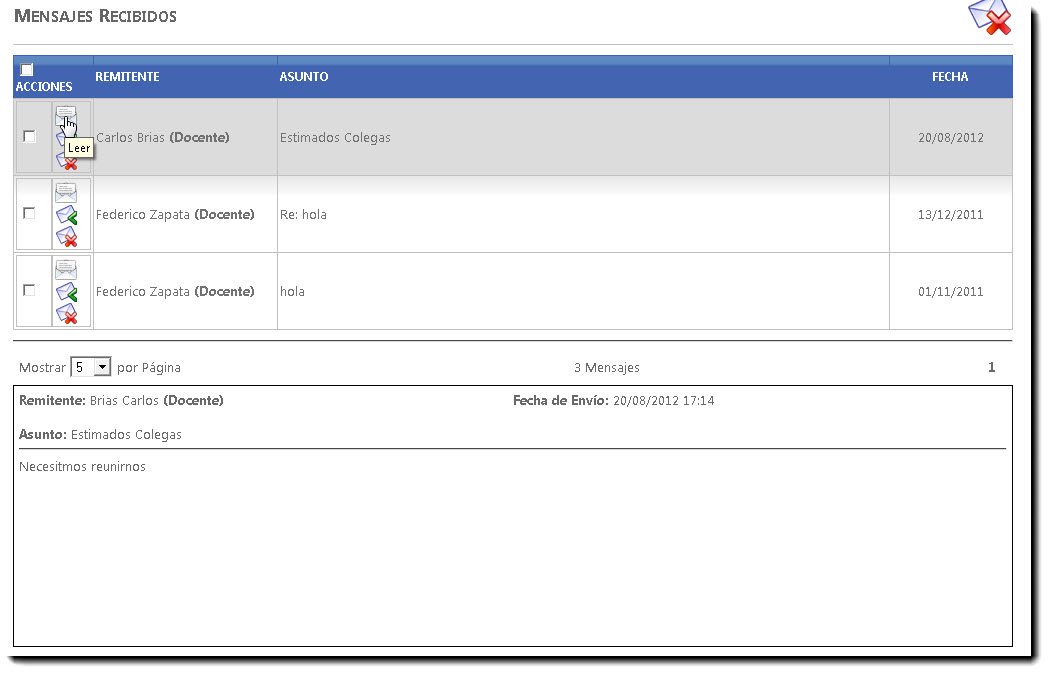 MENSAJES RECIBIDOS
ACCIONES REMITENTE ASUNTO FECHA
Carlos Brias (Docente) Estimados Colegas 20/08/2012
Leer
Federico Zapata (Docente) Re: hola 13/12/2011
Federico Zapata (Docente) hola 01/11/2011
Mostrar 5 por Página 3 Mensajes 1
Remitente: Brias Carlos (Docente) Fecha de Envío: 20/08/2012 17:14
Asunto: Estimados Colegas
Necesitmos reunirnos